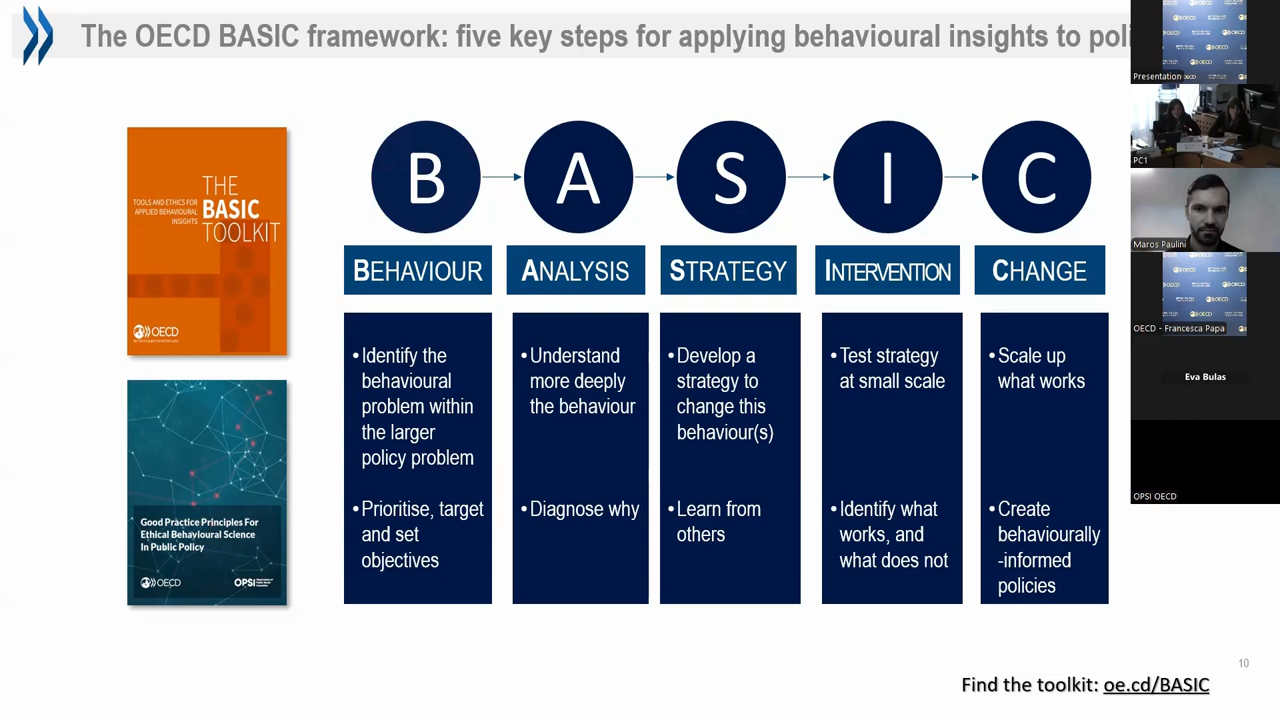 The OECD BASIC framework: five key steps for applying behavioural insights to poli
THE
BASIC
TOOLKIT
TOOLS AND ETHICS FOR
APPLIED BEHAVIOURAL
INSIGHTS
OECD
Good Practice Principles For
Ethical Behavioural Science
In Public Policy
OECD
OPSI
B
A
S
I
C
BEHAVIOUR
ANALYSIS
STRATEGY
INTERVENTION
CHANGE
•Identify the
behavioural
problem within
the larger
policy problem
•Prioritise, target
and set
objectives
•Understand
more deeply
the behaviour
•Diagnose why
•Develop a
strategy to
change this
behaviour(s)
•Learn from
others
•Test strategy
at small scale
•Identify what
works, and
what does not
•Scale up
what works
•Create
behaviourally
-informed
policies
10
Find the toolkit: oe.cd/BASIC
Presentation
PC1
Maros Paulini
OECD - Francesca Papa
Eva Bulas
OPSI OECD